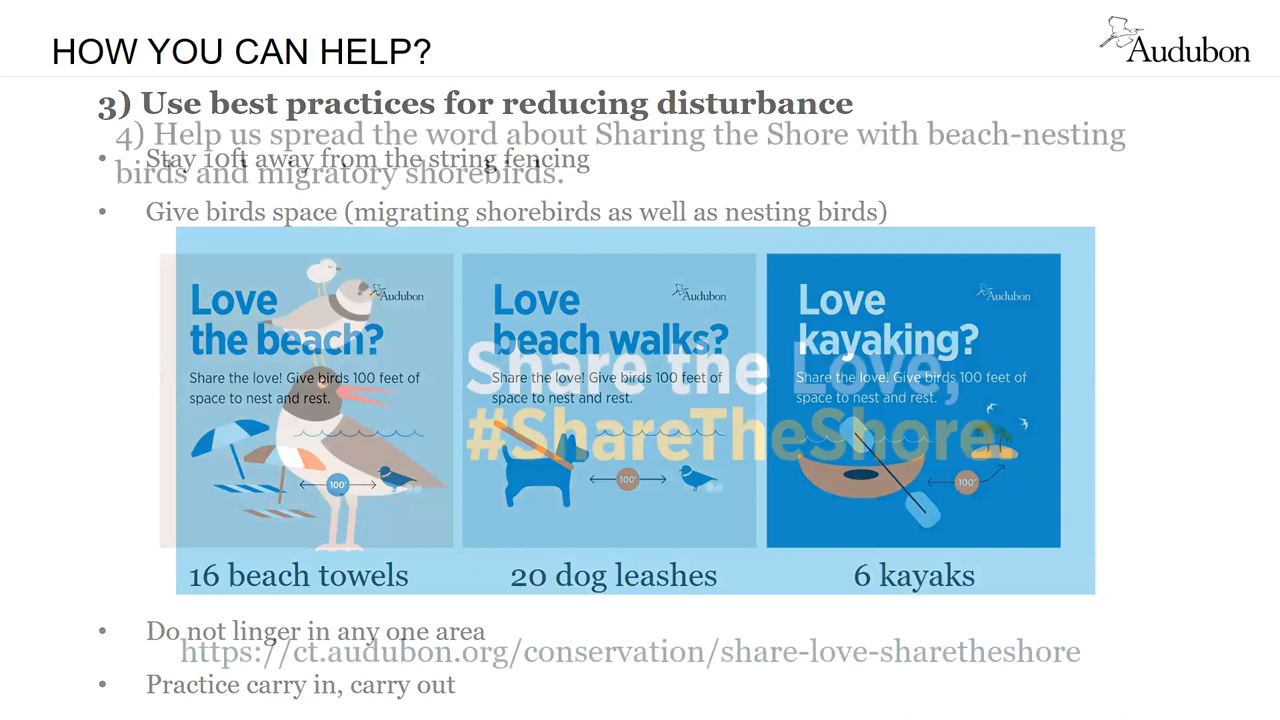 HOW YOU CAN HELP?
Audubon
3) Use best practices for reducing disturbance
4) Help us spread the word about Sharing the Shore with beach-nesting
birds and migratory shorebirds.
• Stay 10ft away from the string fencing
• Give birds space (migrating shorebirds as well as nesting birds)
Love
the beach?
Audubon
Share the love! Give birds 100 feet of
space to nest and rest.
100'
Love
beach walks?
Audubon
Share the love! Give birds 100 feet of
space to nest and rest.
100'
Love
kayaking?
Audubon
Share the love! Give birds 100 feet of
space to nest and rest.
100'
Share the Love,
#ShareTheShore.
16 beach towels
20 dog leashes
6 kayaks
• Do not linger in any one area
https://ct.audubon.org/conservation/share-love-sharetheshore
• Practice carry in, carry out